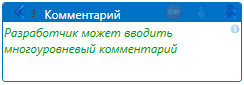 3 Комментарий
Разработчик может вводить
многоуровневый комментарий